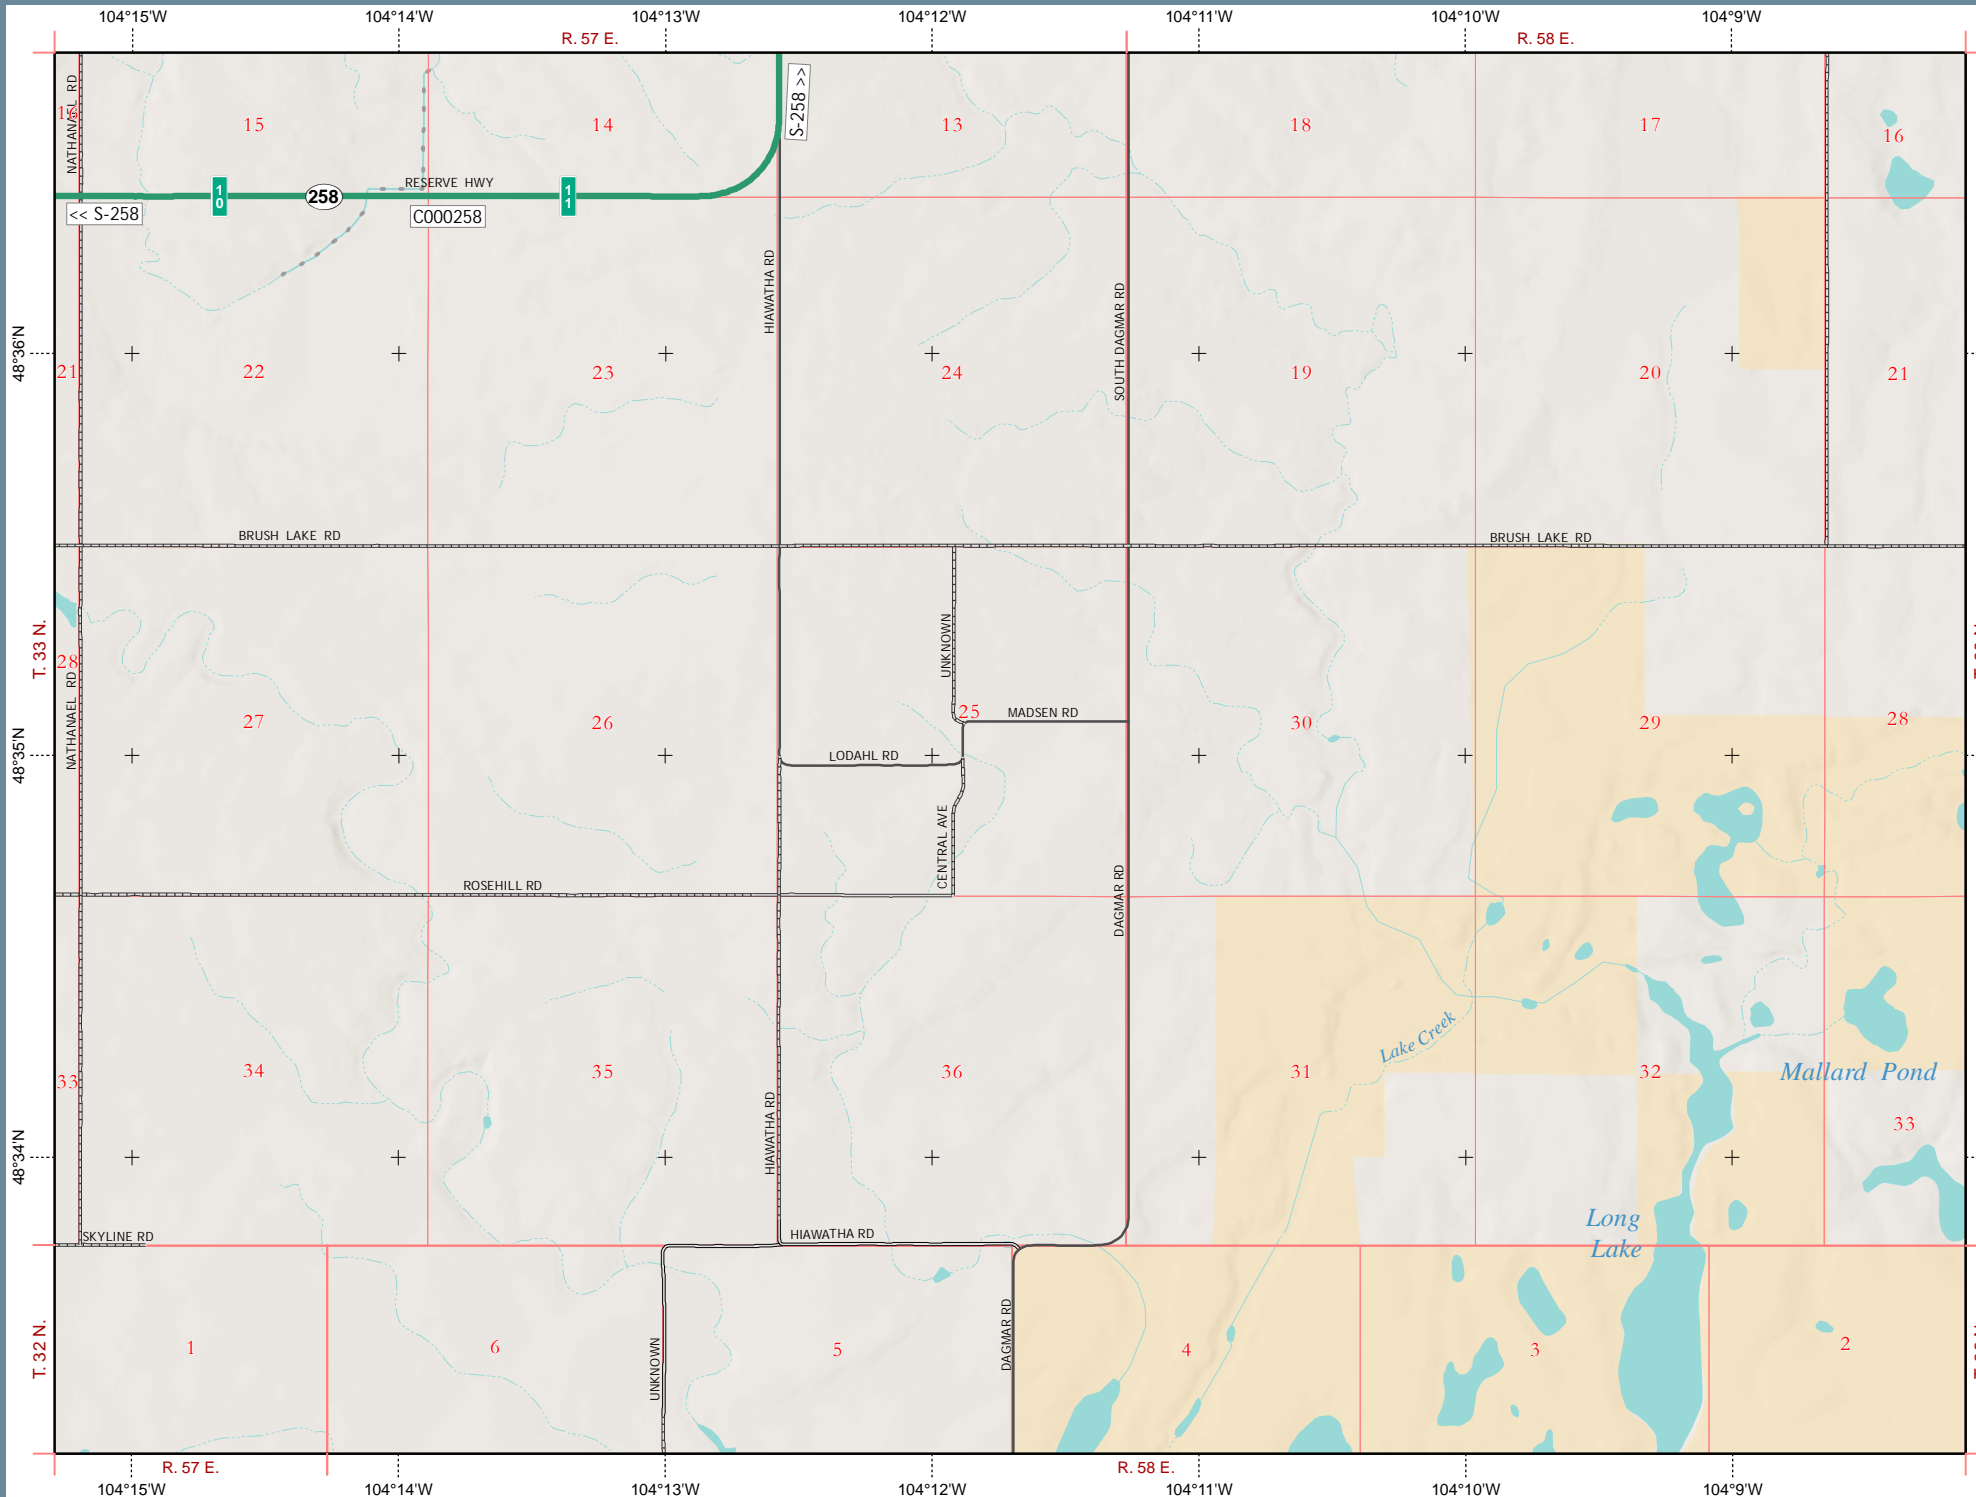 104°15'W
104°14'W
104°13'W
104°12'W
104°11'W
104°10'W
104°9'W
R. 57 E.
R. 58 E.
NATHANAEL RD
16
15
14
S-258 >>
13
18
17
16
RESERVE HWY
10
258
11
<< S-258
C000258
HIAWATHA RD
SOUTH DAGMAR RD
48°36'N
21
22
23
24
19
20
21
BRUSH LAKE RD
BRUSH LAKE RD
T. 33 N.
UNKNOWN
28
NATHANAEL RD
27
26
25
MADSEN RD
30
29
28
48°35'N
LODAHL RD
CENTRAL AVE
DAGMAR RD
ROSEHILL RD
Lake Creek
33
34
35
36
31
32
Mallard Pond
33
HIAWATHA RD
48°34'N
Long
Lake
SKYLINE RD
HIAWATHA RD
T. 32 N.
1
6
UNKNOWN
5
DAGMAR RD
4
3
2
R. 57 E.
R. 58 E.
104°15'W
104°14'W
104°13'W
104°12'W
104°11'W
104°10'W
104°9'W